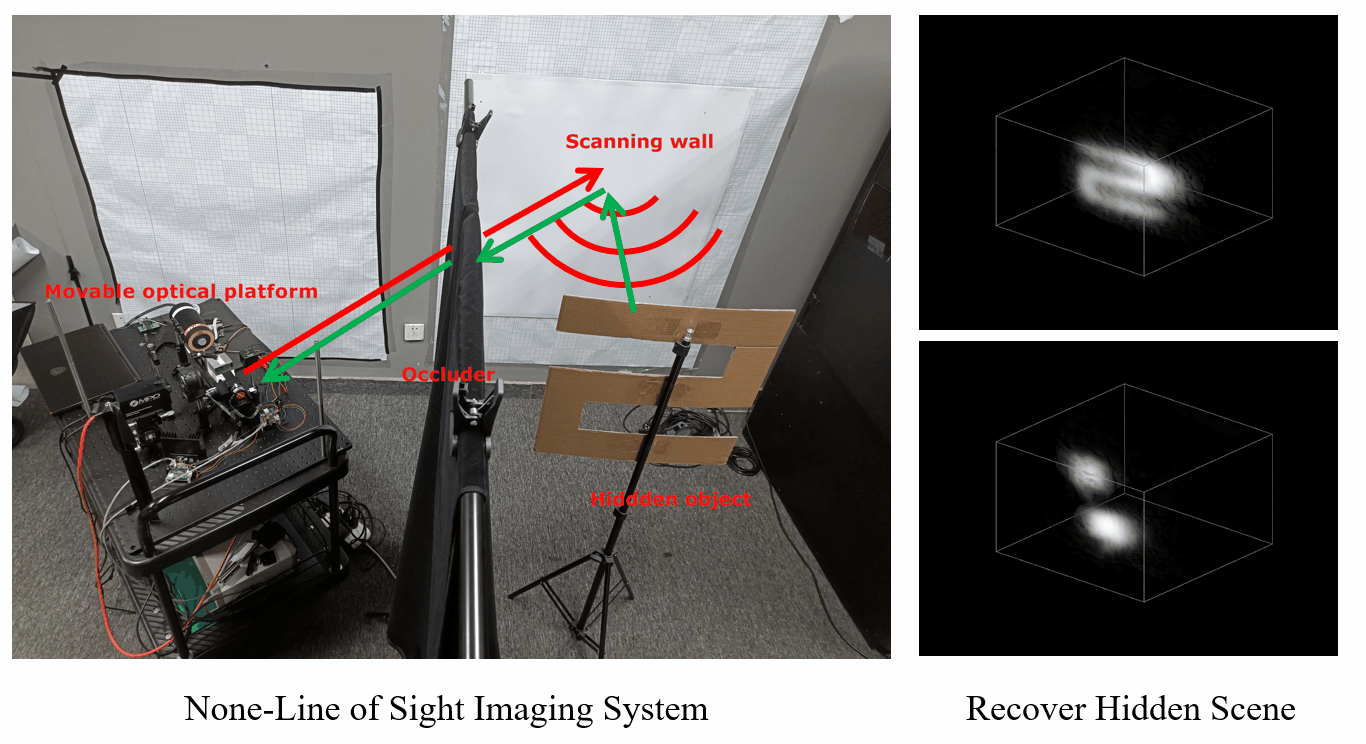 Scanning wall
Movable optical platform
MPD
Occluder
Hiddden object
None-Line of Sight Imaging System
Recover Hidden Scene